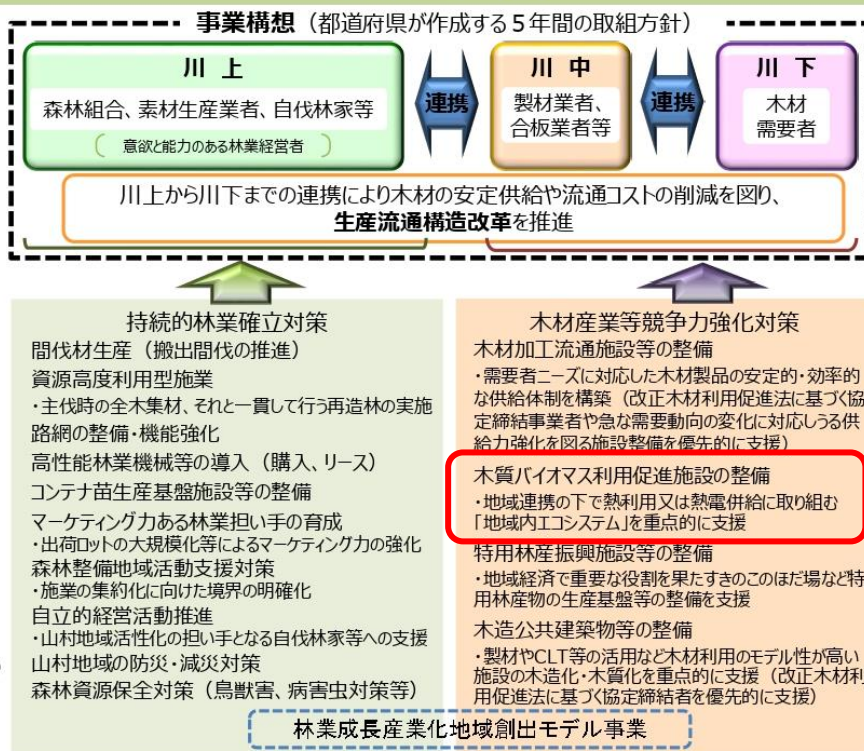 事業構想（都道府県が作成する５年間の取組方針）
川 上
森林組合、素材生産業者、自伐林家等
（ 意欲と能力のある林業経営者 ）
連携
川 中
製材業者、
合板業者等
連携
川 下
木材
需要者
川上から川下までの連携により木材の安定供給や流通コストの削減を図り、
生産流通構造改革を推進
持続的林業確立対策
間伐材生産（搬出間伐の推進）
資源高度利用型施業
・主伐時の全木集材、それと一貫して行う再造林の実施
路網の整備・機能強化
高性能林業機械等の導入（購入、リース）
コンテナ苗生産基盤施設等の整備
マーケティング力ある林業担い手の育成
・出荷ロットの大規模化等によるマーケティング力の強化
森林整備地域活動支援対策
・施業の集約化に向けた境界の明確化
自立的経営活動推進
・山村地域活性化の担い手となる自伐林家等への支援
山村地域の防災・減災対策
森林資源保全対策（鳥獣害、病害虫対策等）
木材産業等競争力強化対策
木材加工流通施設等の整備
・需要者ニーズに対応した木材製品の安定的・効率的
な供給体制を構築（改正木材利用促進法に基づく協
定締結事業者や急な需要動向の変化に対応しうる供
給力強化を図る施設整備を優先的に支援）
木質バイオマス利用促進施設の整備
・地域連携の下で熱利用又は熱電併給に取り組む
「地域内エコシステム」を重点的に支援
特用林産振興施設等の整備
・地域経済で重要な役割を果たすきのこのほだ場など特
用林産物の生産基盤等の整備を支援
木造公共建築物等の整備
・製材やCLT等の活用など木材利用のモデル性が高い
施設の木造化・木質化を重点的に支援（改正木材利
用促進法に基づく協定締結者を優先的に支援）
林業成長産業化地域創出モデル事業